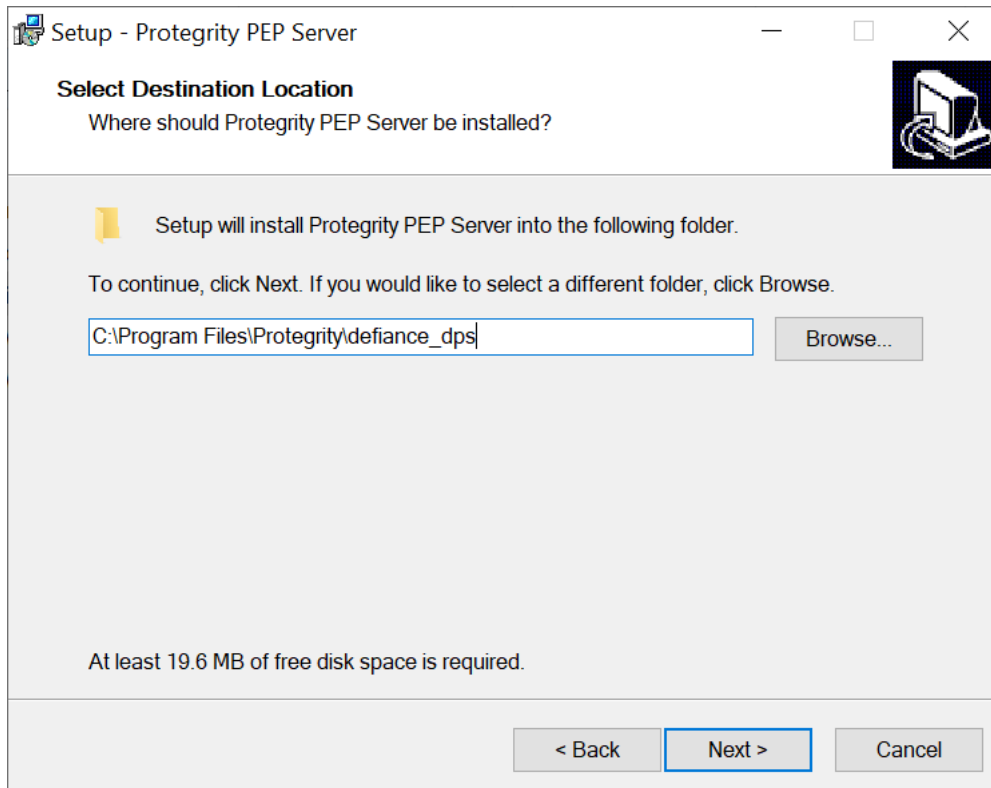 Setup - Protegrity PEP Server
Select Destination Location
Where should Protegrity PEP Server be installed?
Setup will install Protegrity PEP Server into the following folder.
To continue, click Next. If you would like to select a different folder, click Browse.
C:\Program Files\Protegrity\defiance_dps
Browse...
At least 19.6 MB of free disk space is required.
< Back
Next >
Cancel